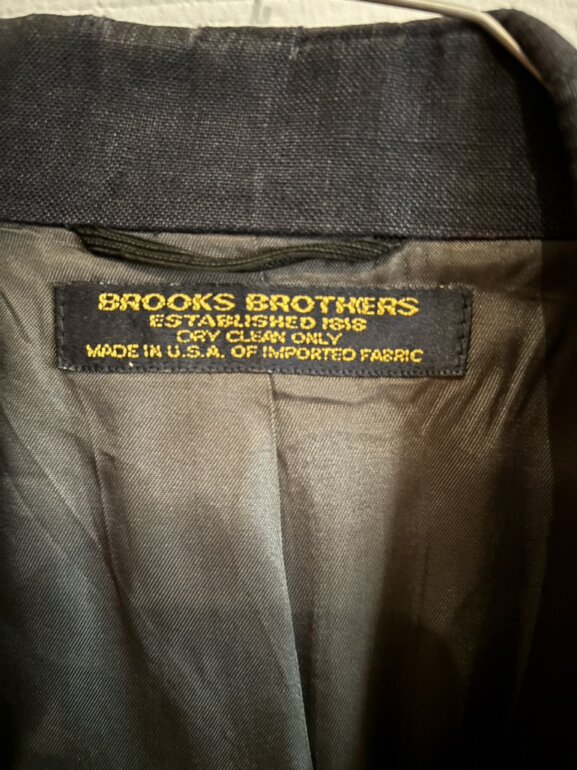 BROOKS BROTHERS
ESTABLISHED 1818
DRY CLEAN ONLY
MADE IN U.S.A. OF IMPORTED FABRIC